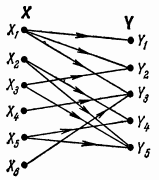 X Y
X₁ Y₁
X₂ Y₂
X₃ Y₃
X₄ Y₄
X₅ Y₅
X₆